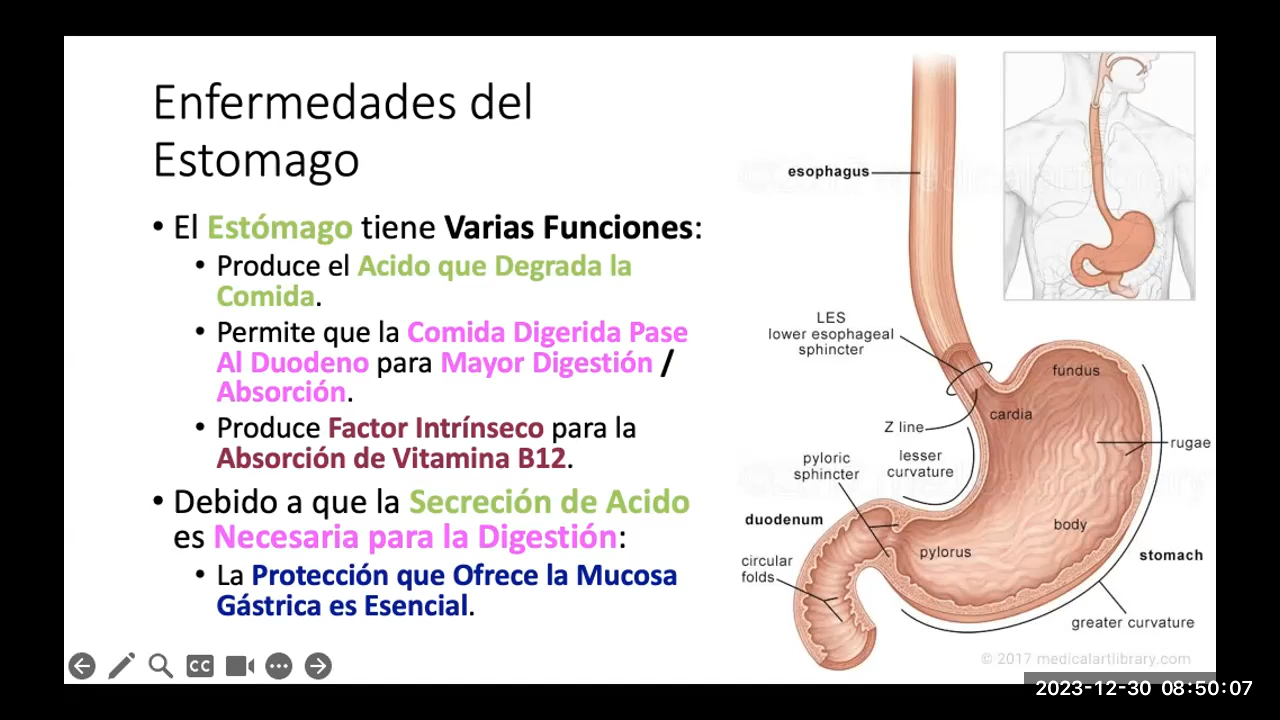 Enfermedades del
Estomago
• El Estómago tiene Varias Funciones:
• Produce el Acido que Degrada la
Comida.
• Permite que la Comida Digerida Pase
Al Duodeno para Mayor Digestión /
Absorción.
• Produce Factor Intrínseco para la
Absorción de Vitamina B12.
• Debido a que la Secreción de Acido
es Necesaria para la Digestión:
• La Protección que Ofrece la Mucosa
Gástrica es Esencial.
esophagus
LES
lower esophageal
sphincter
fundus
cardia
Z line
rugae
lesser
curvature
pyloric
sphincter
duodenum
body
pylorus
stomach
circular
folds
greater curvature
© 2017 medicalartlibrary.com
CC
2023-12-30 08:50:07